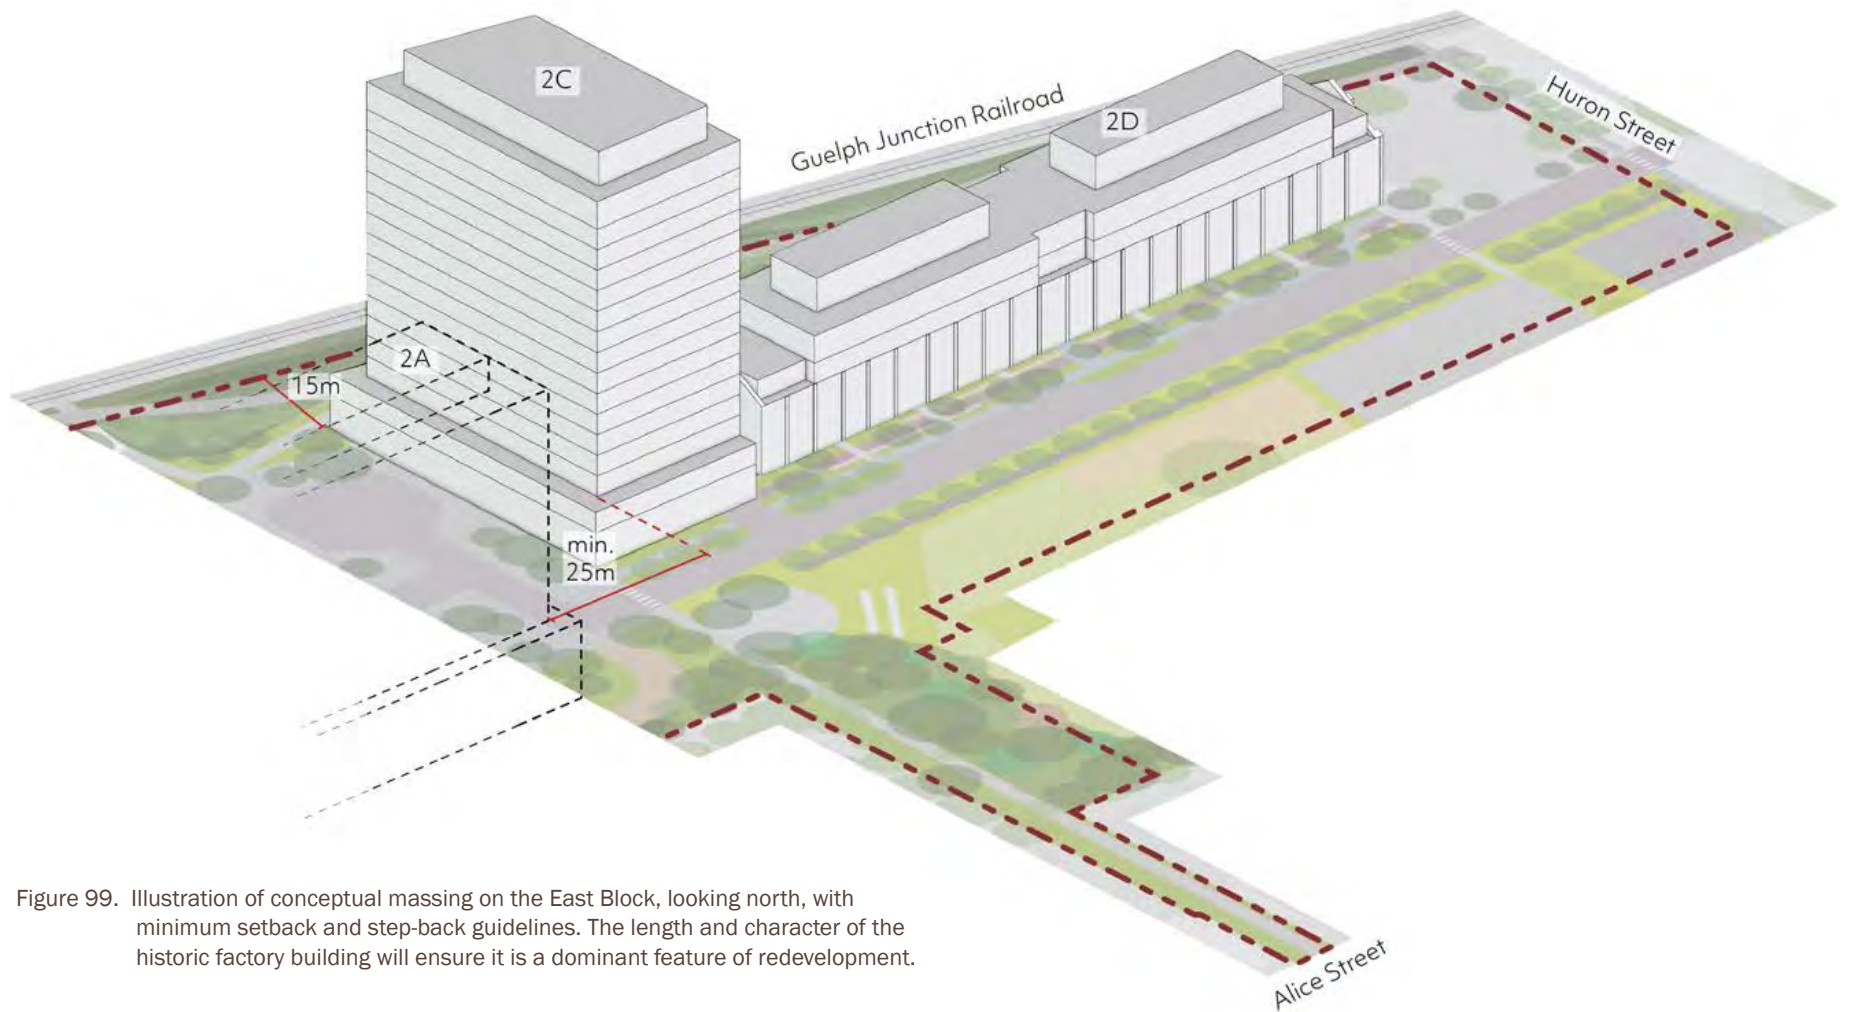 2C
Guelph Junction Railroad
2D
Huron Street
2A
15m
min.
25m
Alice Street
Figure 99. Illustration of conceptual massing on the East Block, looking north, with
minimum setback and step-back guidelines. The length and character of the
historic factory building will ensure it is a dominant feature of redevelopment.